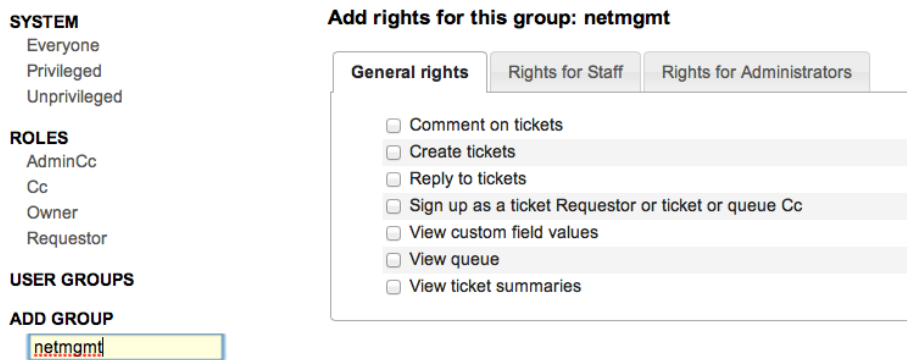 SYSTEM
Everyone
Privileged
Unprivileged
ROLES
AdminCc
Cc
Owner
Requestor
USER GROUPS
ADD GROUP
netmgmt
Add rights for this group: netmgmt
General rights Rights for Staff Rights for Administrators
Comment on tickets
Create tickets
Reply to tickets
Sign up as a ticket Requestor or ticket or queue Cc
View custom field values
View queue
View ticket summaries